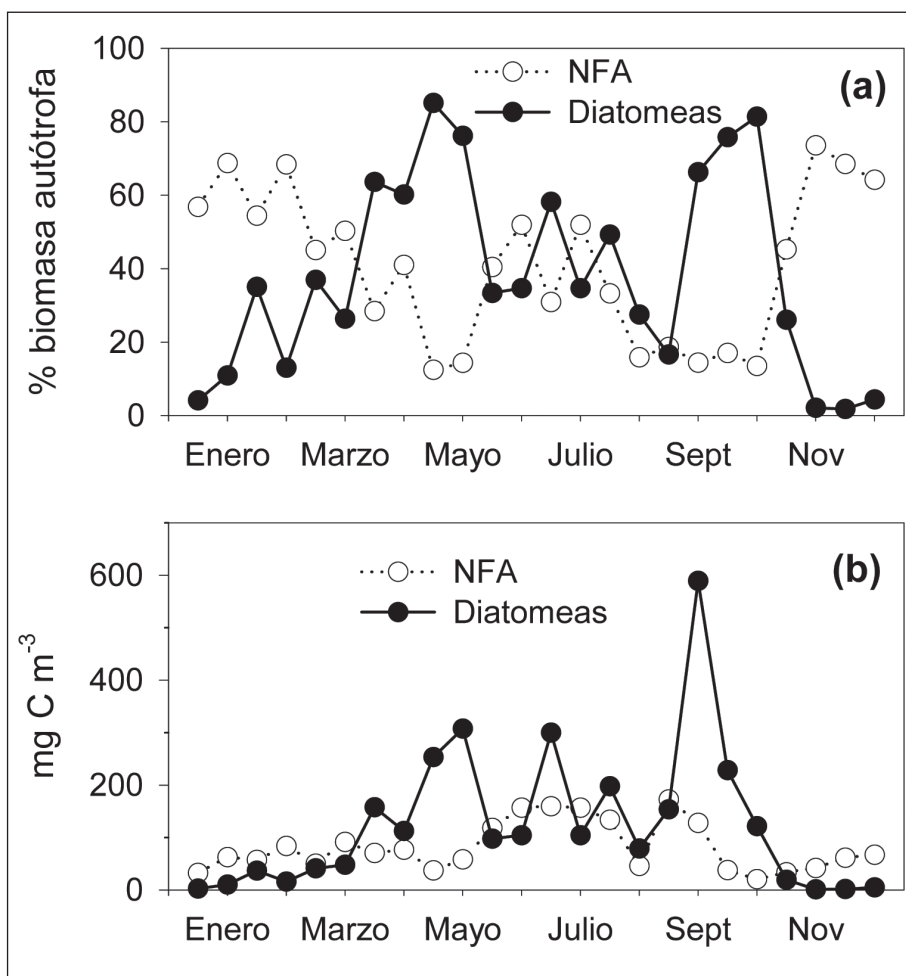 100
80
60
40
20
0
% biomasa autótrofa
NFA
Diatomeas
(a)
Enero Marzo Mayo Julio Sept Nov
600
400
200
0
mg C m-3
NFA
Diatomeas
(b)
Enero Marzo Mayo Julio Sept Nov